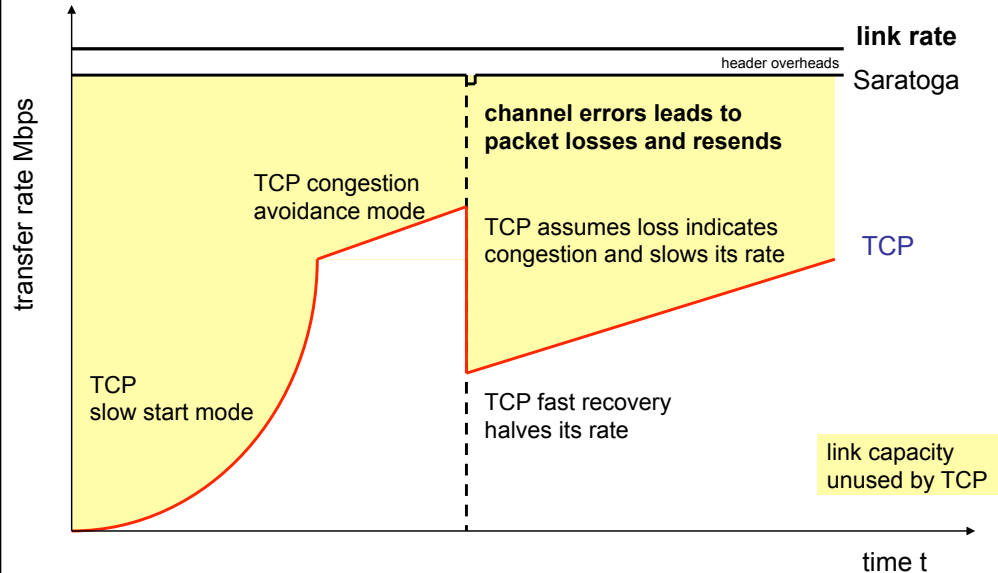 link rate
header overheads
Saratoga
transfer rate Mbps
channel errors leads to
packet losses and resends
TCP congestion
avoidance mode
TCP assumes loss indicates
congestion and slows its rate
TCP
TCP
slow start mode
TCP fast recovery
halves its rate
link capacity
unused by TCP
time t